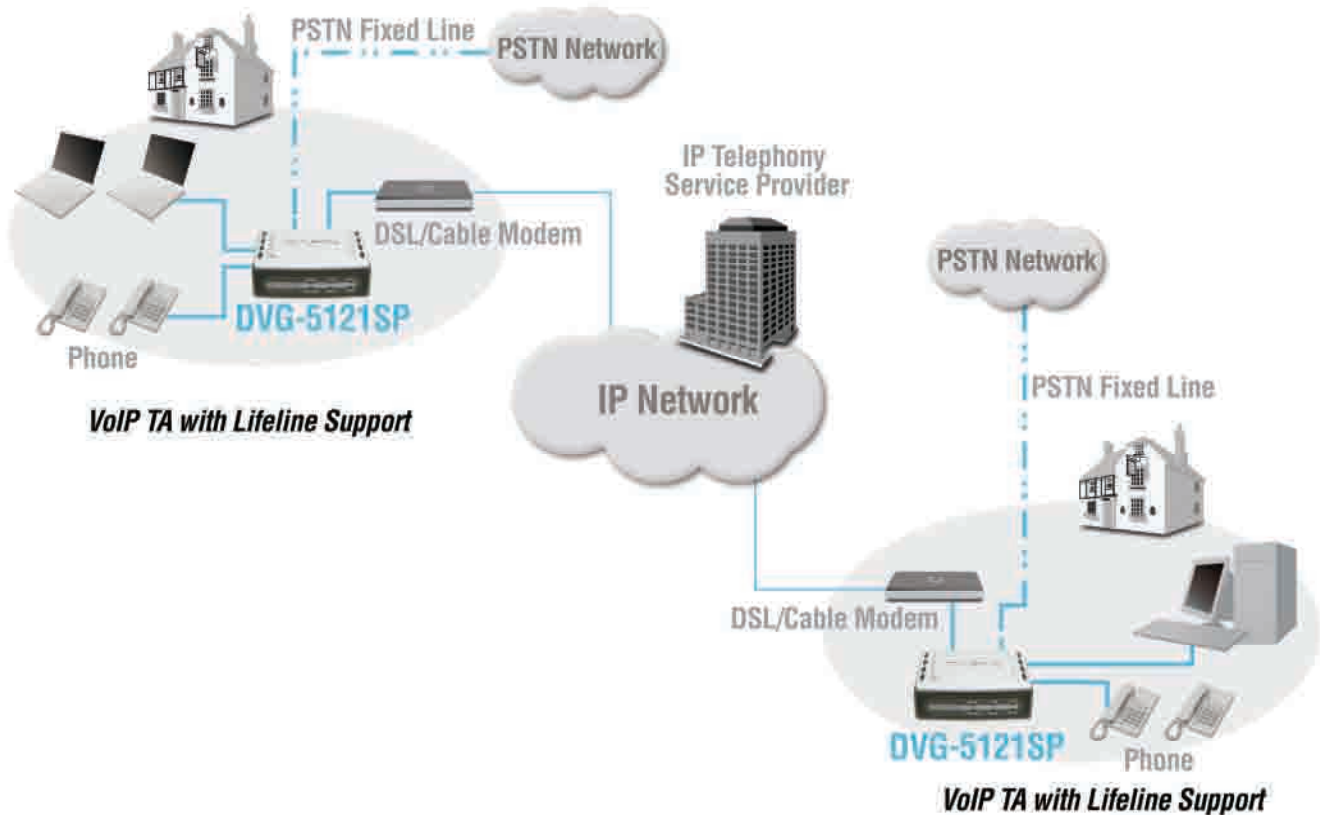 PSTN Fixed Line
PSTN Network
IP Telephony
Service Provider
DSL/Cable Modem
DVG-5121SP
Phone
VoIP TA with Lifeline Support
PSTN Network
IP Network
PSTN Fixed Line
DSL/Cable Modem
DVG-5121SP
Phone
VoIP TA with Lifeline Support